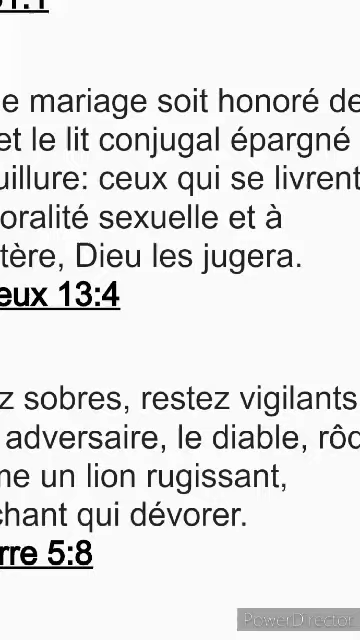 e mariage soit honoré de
et le lit conjugal épargné
uillure: ceux qui se livrent
oralité sexuelle et à
tère, Dieu les jugera.
eux 13:4
z sobres, restez vigilants
adversaire, le diable, rôd
me un lion rugissant,
chant qui dévorer.
rre 5:8
PowerDirector